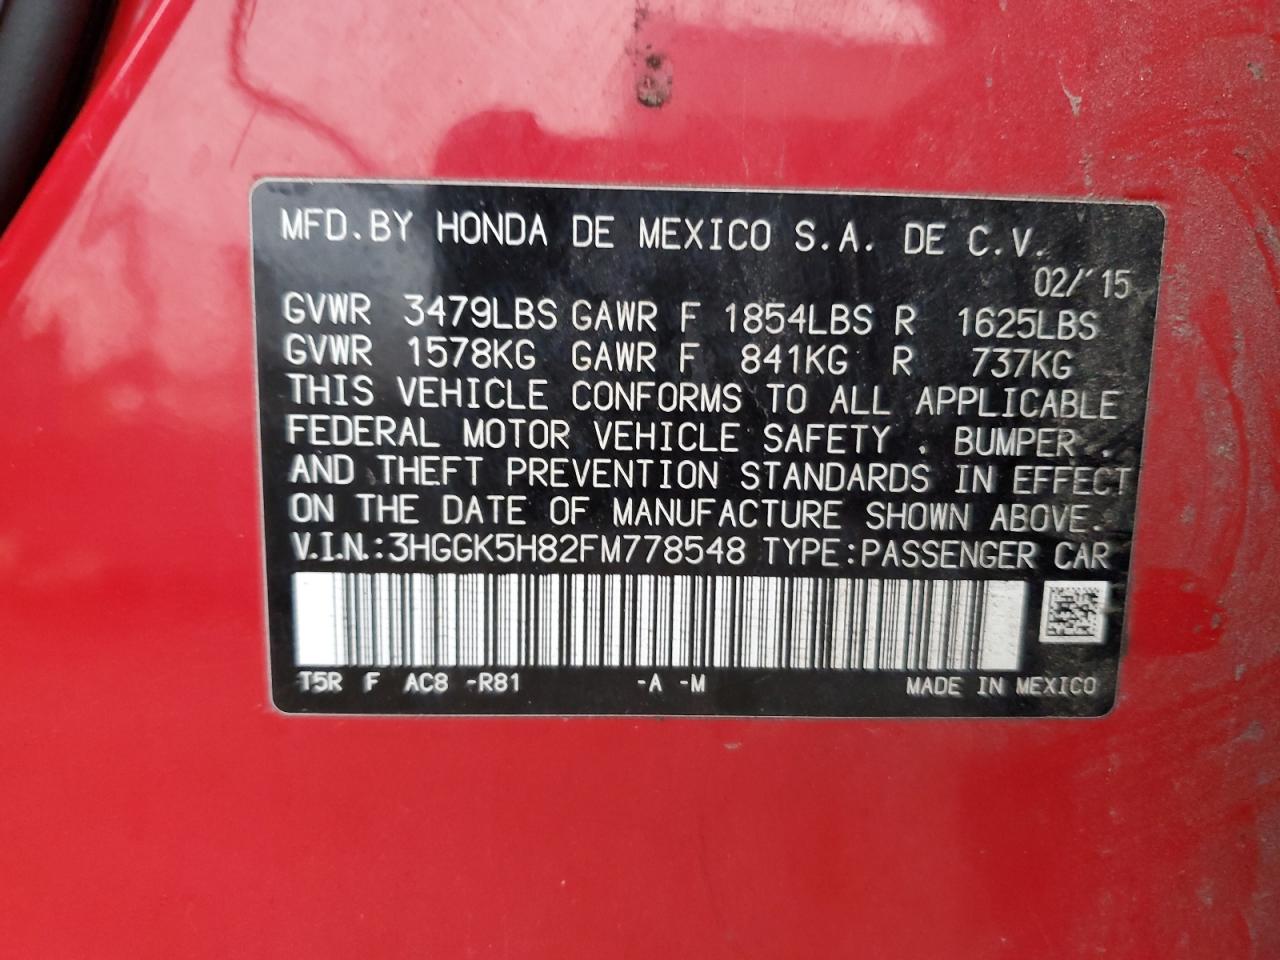 MFD.BY HONDA DE MEXICO S.A. DE C.V.
02/'15
GVWR 3479LBS GAWR F 1854LBS R 1625LBS
GVWR 1578KG GAWR F 841KG R 737KG
THIS VEHICLE CONFORMS TO ALL APPLICABLE
FEDERAL MOTOR VEHICLE SAFETY , BUMPER ,
AND THEFT PREVENTION STANDARDS IN EFFECT
ON THE DATE OF MANUFACTURE SHOWN ABOVE.
V.I.N.:3HGGK5H82FM778548 TYPE:PASSENGER CAR
T5R F AC8 -R81 -A -M MADE IN MEXICO